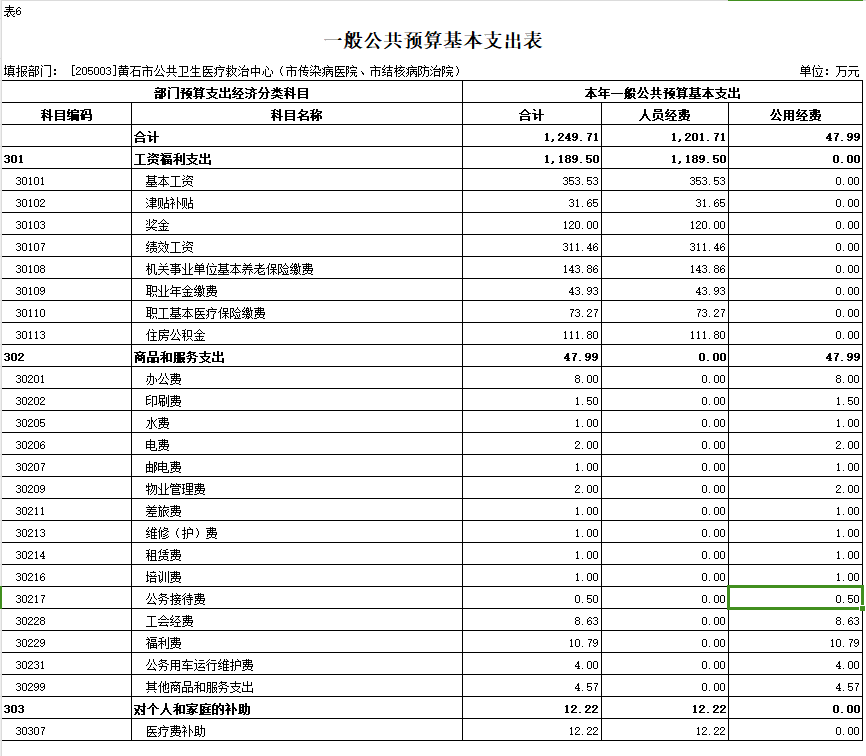 表6
一般公共预算基本支出表
填报部门： [205003]黄石市公共卫生医疗救治中心（市传染病医院、市结核病防治院） 单位：万元
部门预算支出经济分类科目 本年一般公共预算基本支出
科目编码 科目名称 合计 人员经费 公用经费
合计 1,249.71 1,201.71 47.99
301 工资福利支出 1,189.50 1,189.50 0.00
30101 基本工资 353.53 353.53 0.00
30102 津贴补贴 31.65 31.65 0.00
30103 奖金 120.00 120.00 0.00
30107 绩效工资 311.46 311.46 0.00
30108 机关事业单位基本养老保险缴费 143.86 143.86 0.00
30109 职业年金缴费 43.93 43.93 0.00
30110 职工基本医疗保险缴费 73.27 73.27 0.00
30113 住房公积金 111.80 111.80 0.00
302 商品和服务支出 47.99 0.00 47.99
30201 办公费 8.00 0.00 8.00
30202 印刷费 1.50 0.00 1.50
30205 水费 1.00 0.00 1.00
30206 电费 2.00 0.00 2.00
30207 邮电费 1.00 0.00 1.00
30209 物业管理费 2.00 0.00 2.00
30211 差旅费 1.00 0.00 1.00
30213 维修（护）费 1.00 0.00 1.00
30214 租赁费 1.00 0.00 1.00
30216 培训费 1.00 0.00 1.00
30217 公务接待费 0.50 0.00 0.50
30228 工会经费 8.63 0.00 8.63
30229 福利费 10.79 0.00 10.79
30231 公务用车运行维护费 4.00 0.00 4.00
30299 其他商品和服务支出 4.57 0.00 4.57
303 对个人和家庭的补助 12.22 12.22 0.00
30307 医疗费补助 12.22 12.22 0.00